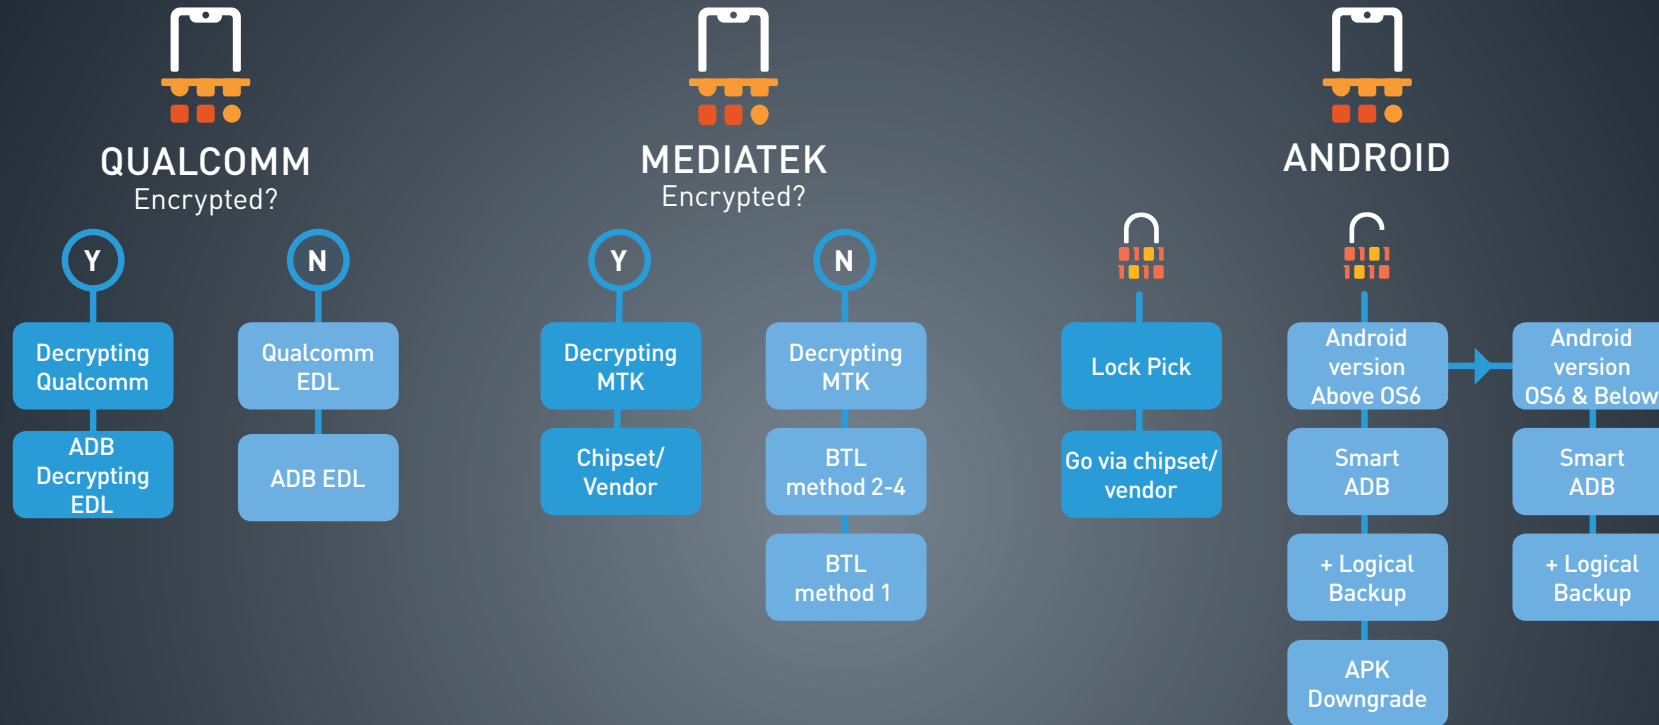 QUALCOMM
Encrypted?
Y
N
Decrypting
Qualcomm
ADB
Decrypting
EDL
Qualcomm
EDL
ADB EDL
MEDIATEK
Encrypted?
Y
N
Decrypting
MTK
Chipset/
Vendor
Decrypting
MTK
BTL
method 2-4
BTL
method 1
ANDROID
Lock Pick
Go via chipset/
vendor
Android
version
Above OS6
Smart
ADB
+ Logical
Backup
APK
Downgrade
Android
version
OS6 & Below
Smart
ADB
+ Logical
Backup